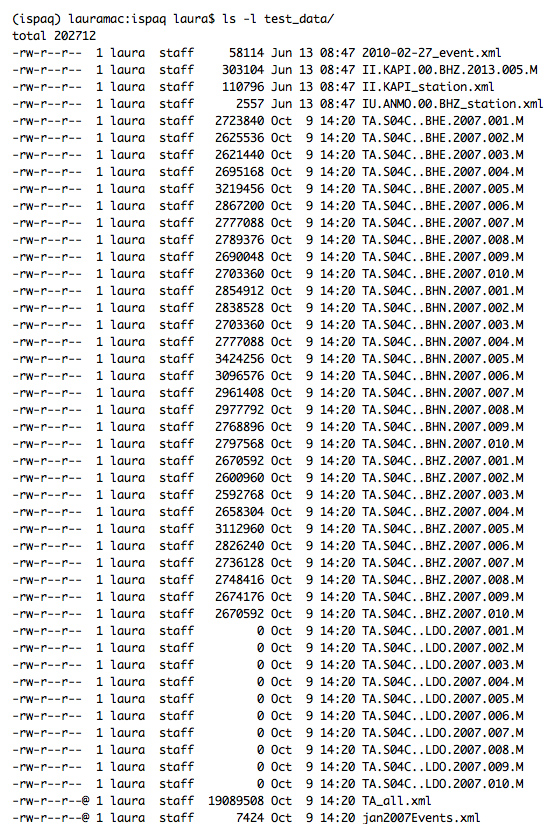 (ispaq) lauramac:ispaq laura$ ls -l test_data/
total 202712
-rw-r--r--  1 laura  staff     58114 Jun 13 08:47 2010-02-27_event.xml
-rw-r--r--  1 laura  staff    303104 Jun 13 08:47 II.KAPI.00.BHZ.2013.005.M
-rw-r--r--  1 laura  staff    110796 Jun 13 08:47 II.KAPI_station.xml
-rw-r--r--  1 laura  staff      2557 Jun 13 08:47 IU.ANMO.00.BHZ_station.xml
-rw-r--r--  1 laura  staff   2723840 Oct  9 14:20 TA.S04C..BHE.2007.001.M
-rw-r--r--  1 laura  staff   2625536 Oct  9 14:20 TA.S04C..BHE.2007.002.M
-rw-r--r--  1 laura  staff   2621440 Oct  9 14:20 TA.S04C..BHE.2007.003.M
-rw-r--r--  1 laura  staff   2695168 Oct  9 14:20 TA.S04C..BHE.2007.004.M
-rw-r--r--  1 laura  staff   3219456 Oct  9 14:20 TA.S04C..BHE.2007.005.M
-rw-r--r--  1 laura  staff   2867200 Oct  9 14:20 TA.S04C..BHE.2007.006.M
-rw-r--r--  1 laura  staff   2777088 Oct  9 14:20 TA.S04C..BHE.2007.007.M
-rw-r--r--  1 laura  staff   2789376 Oct  9 14:20 TA.S04C..BHE.2007.008.M
-rw-r--r--  1 laura  staff   2690048 Oct  9 14:20 TA.S04C..BHE.2007.009.M
-rw-r--r--  1 laura  staff   2703360 Oct  9 14:20 TA.S04C..BHE.2007.010.M
-rw-r--r--  1 laura  staff   2854912 Oct  9 14:20 TA.S04C..BHN.2007.001.M
-rw-r--r--  1 laura  staff   2838528 Oct  9 14:20 TA.S04C..BHN.2007.002.M
-rw-r--r--  1 laura  staff   2703360 Oct  9 14:20 TA.S04C..BHN.2007.003.M
-rw-r--r--  1 laura  staff   2777088 Oct  9 14:20 TA.S04C..BHN.2007.004.M
-rw-r--r--  1 laura  staff   3424256 Oct  9 14:20 TA.S04C..BHN.2007.005.M
-rw-r--r--  1 laura  staff   3096576 Oct  9 14:20 TA.S04C..BHN.2007.006.M
-rw-r--r--  1 laura  staff   2961408 Oct  9 14:20 TA.S04C..BHN.2007.007.M
-rw-r--r--  1 laura  staff   2977792 Oct  9 14:20 TA.S04C..BHN.2007.008.M
-rw-r--r--  1 laura  staff   2768896 Oct  9 14:20 TA.S04C..BHN.2007.009.M
-rw-r--r--  1 laura  staff   2797568 Oct  9 14:20 TA.S04C..BHN.2007.010.M
-rw-r--r--  1 laura  staff   2670592 Oct  9 14:20 TA.S04C..BHZ.2007.001.M
-rw-r--r--  1 laura  staff   2600960 Oct  9 14:20 TA.S04C..BHZ.2007.002.M
-rw-r--r--  1 laura  staff   2592768 Oct  9 14:20 TA.S04C..BHZ.2007.003.M
-rw-r--r--  1 laura  staff   2658304 Oct  9 14:20 TA.S04C..BHZ.2007.004.M
-rw-r--r--  1 laura  staff   3112960 Oct  9 14:20 TA.S04C..BHZ.2007.005.M
-rw-r--r--  1 laura  staff   2826240 Oct  9 14:20 TA.S04C..BHZ.2007.006.M
-rw-r--r--  1 laura  staff   2736128 Oct  9 14:20 TA.S04C..BHZ.2007.007.M
-rw-r--r--  1 laura  staff   2748416 Oct  9 14:20 TA.S04C..BHZ.2007.008.M
-rw-r--r--  1 laura  staff   2674176 Oct  9 14:20 TA.S04C..BHZ.2007.009.M
-rw-r--r--  1 laura  staff   2670592 Oct  9 14:20 TA.S04C..BHZ.2007.010.M
-rw-r--r--  1 laura  staff         0 Oct  9 14:20 TA.S04C..LDO.2007.001.M
-rw-r--r--  1 laura  staff         0 Oct  9 14:20 TA.S04C..LDO.2007.002.M
-rw-r--r--  1 laura  staff         0 Oct  9 14:20 TA.S04C..LDO.2007.003.M
-rw-r--r--  1 laura  staff         0 Oct  9 14:20 TA.S04C..LDO.2007.004.M
-rw-r--r--  1 laura  staff         0 Oct  9 14:20 TA.S04C..LDO.2007.005.M
-rw-r--r--  1 laura  staff         0 Oct  9 14:20 TA.S04C..LDO.2007.006.M
-rw-r--r--  1 laura  staff         0 Oct  9 14:20 TA.S04C..LDO.2007.007.M
-rw-r--r--  1 laura  staff         0 Oct  9 14:20 TA.S04C..LDO.2007.008.M
-rw-r--r--  1 laura  staff         0 Oct  9 14:20 TA.S04C..LDO.2007.009.M
-rw-r--r--  1 laura  staff         0 Oct  9 14:20 TA.S04C..LDO.2007.010.M
-rw-r--r--@ 1 laura  staff  19089508 Oct  9 14:20 TA_all.xml
-rw-r--r--@ 1 laura  staff      7424 Oct  9 14:20 jan2007Events.xml